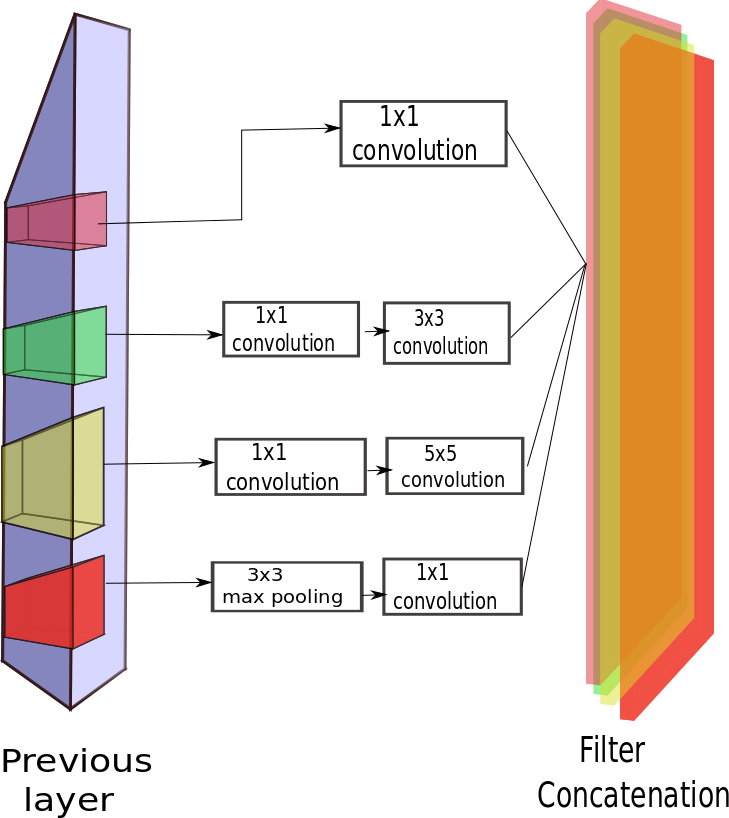 1x1
convolution
1x1
convolution
3x3
convolution
1x1
convolution
5x5
convolution
3x3
max pooling
1x1
convolution
Previous
layer
Filter
Concatenation